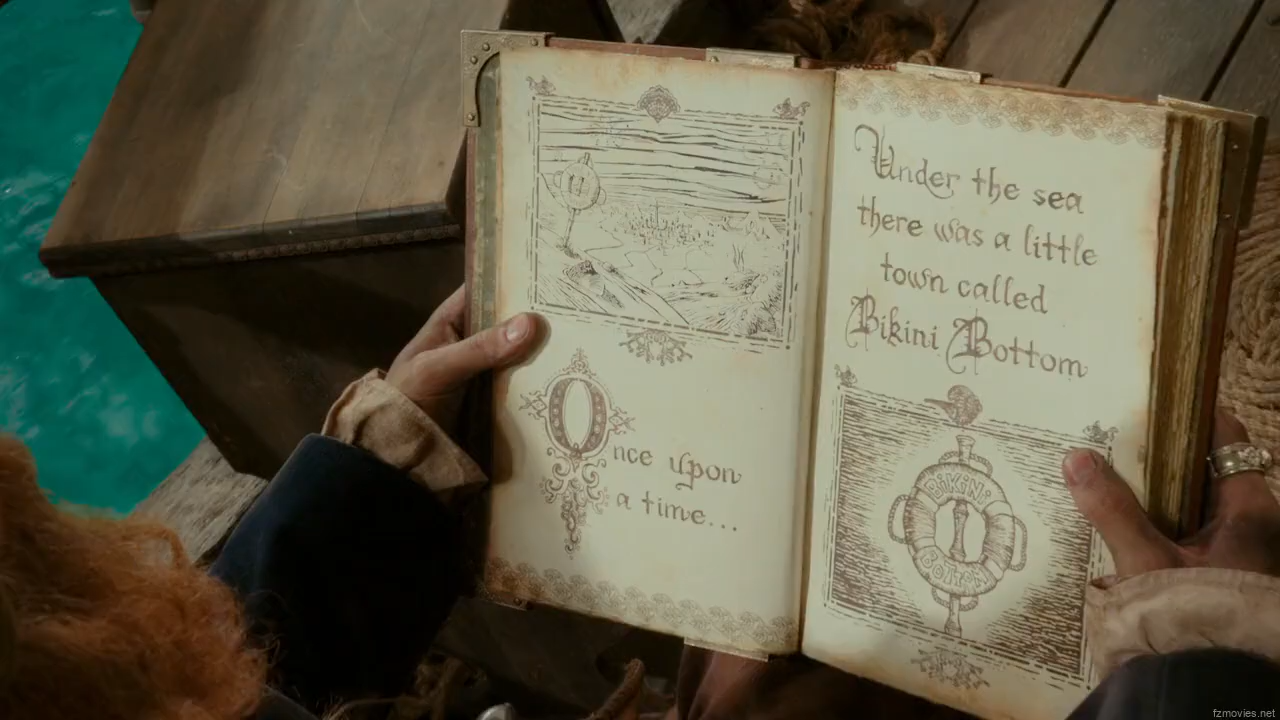 Once upon
a time...
Under the sea
there was a little
town called
Bikini Bottom
BIKINI
BOTTOM
fzmovies.net